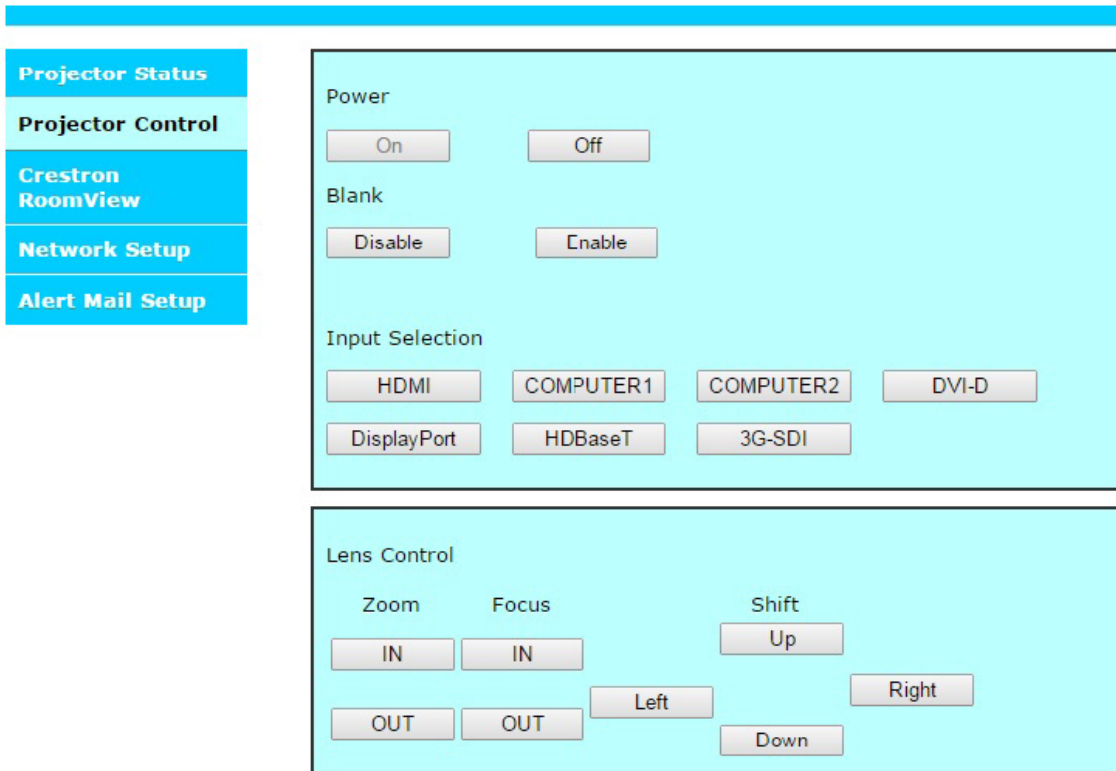 Projector Status
Projector Control
Crestron
RoomView
Network Setup
Alert Mail Setup
Power
On Off
Blank
Disable Enable
Input Selection
HDMI COMPUTER1 COMPUTER2 DVI-D
DisplayPort HDBaseT 3G-SDI
Lens Control
Zoom Focus Shift
Up
IN IN
Right
Left
OUT OUT
Down